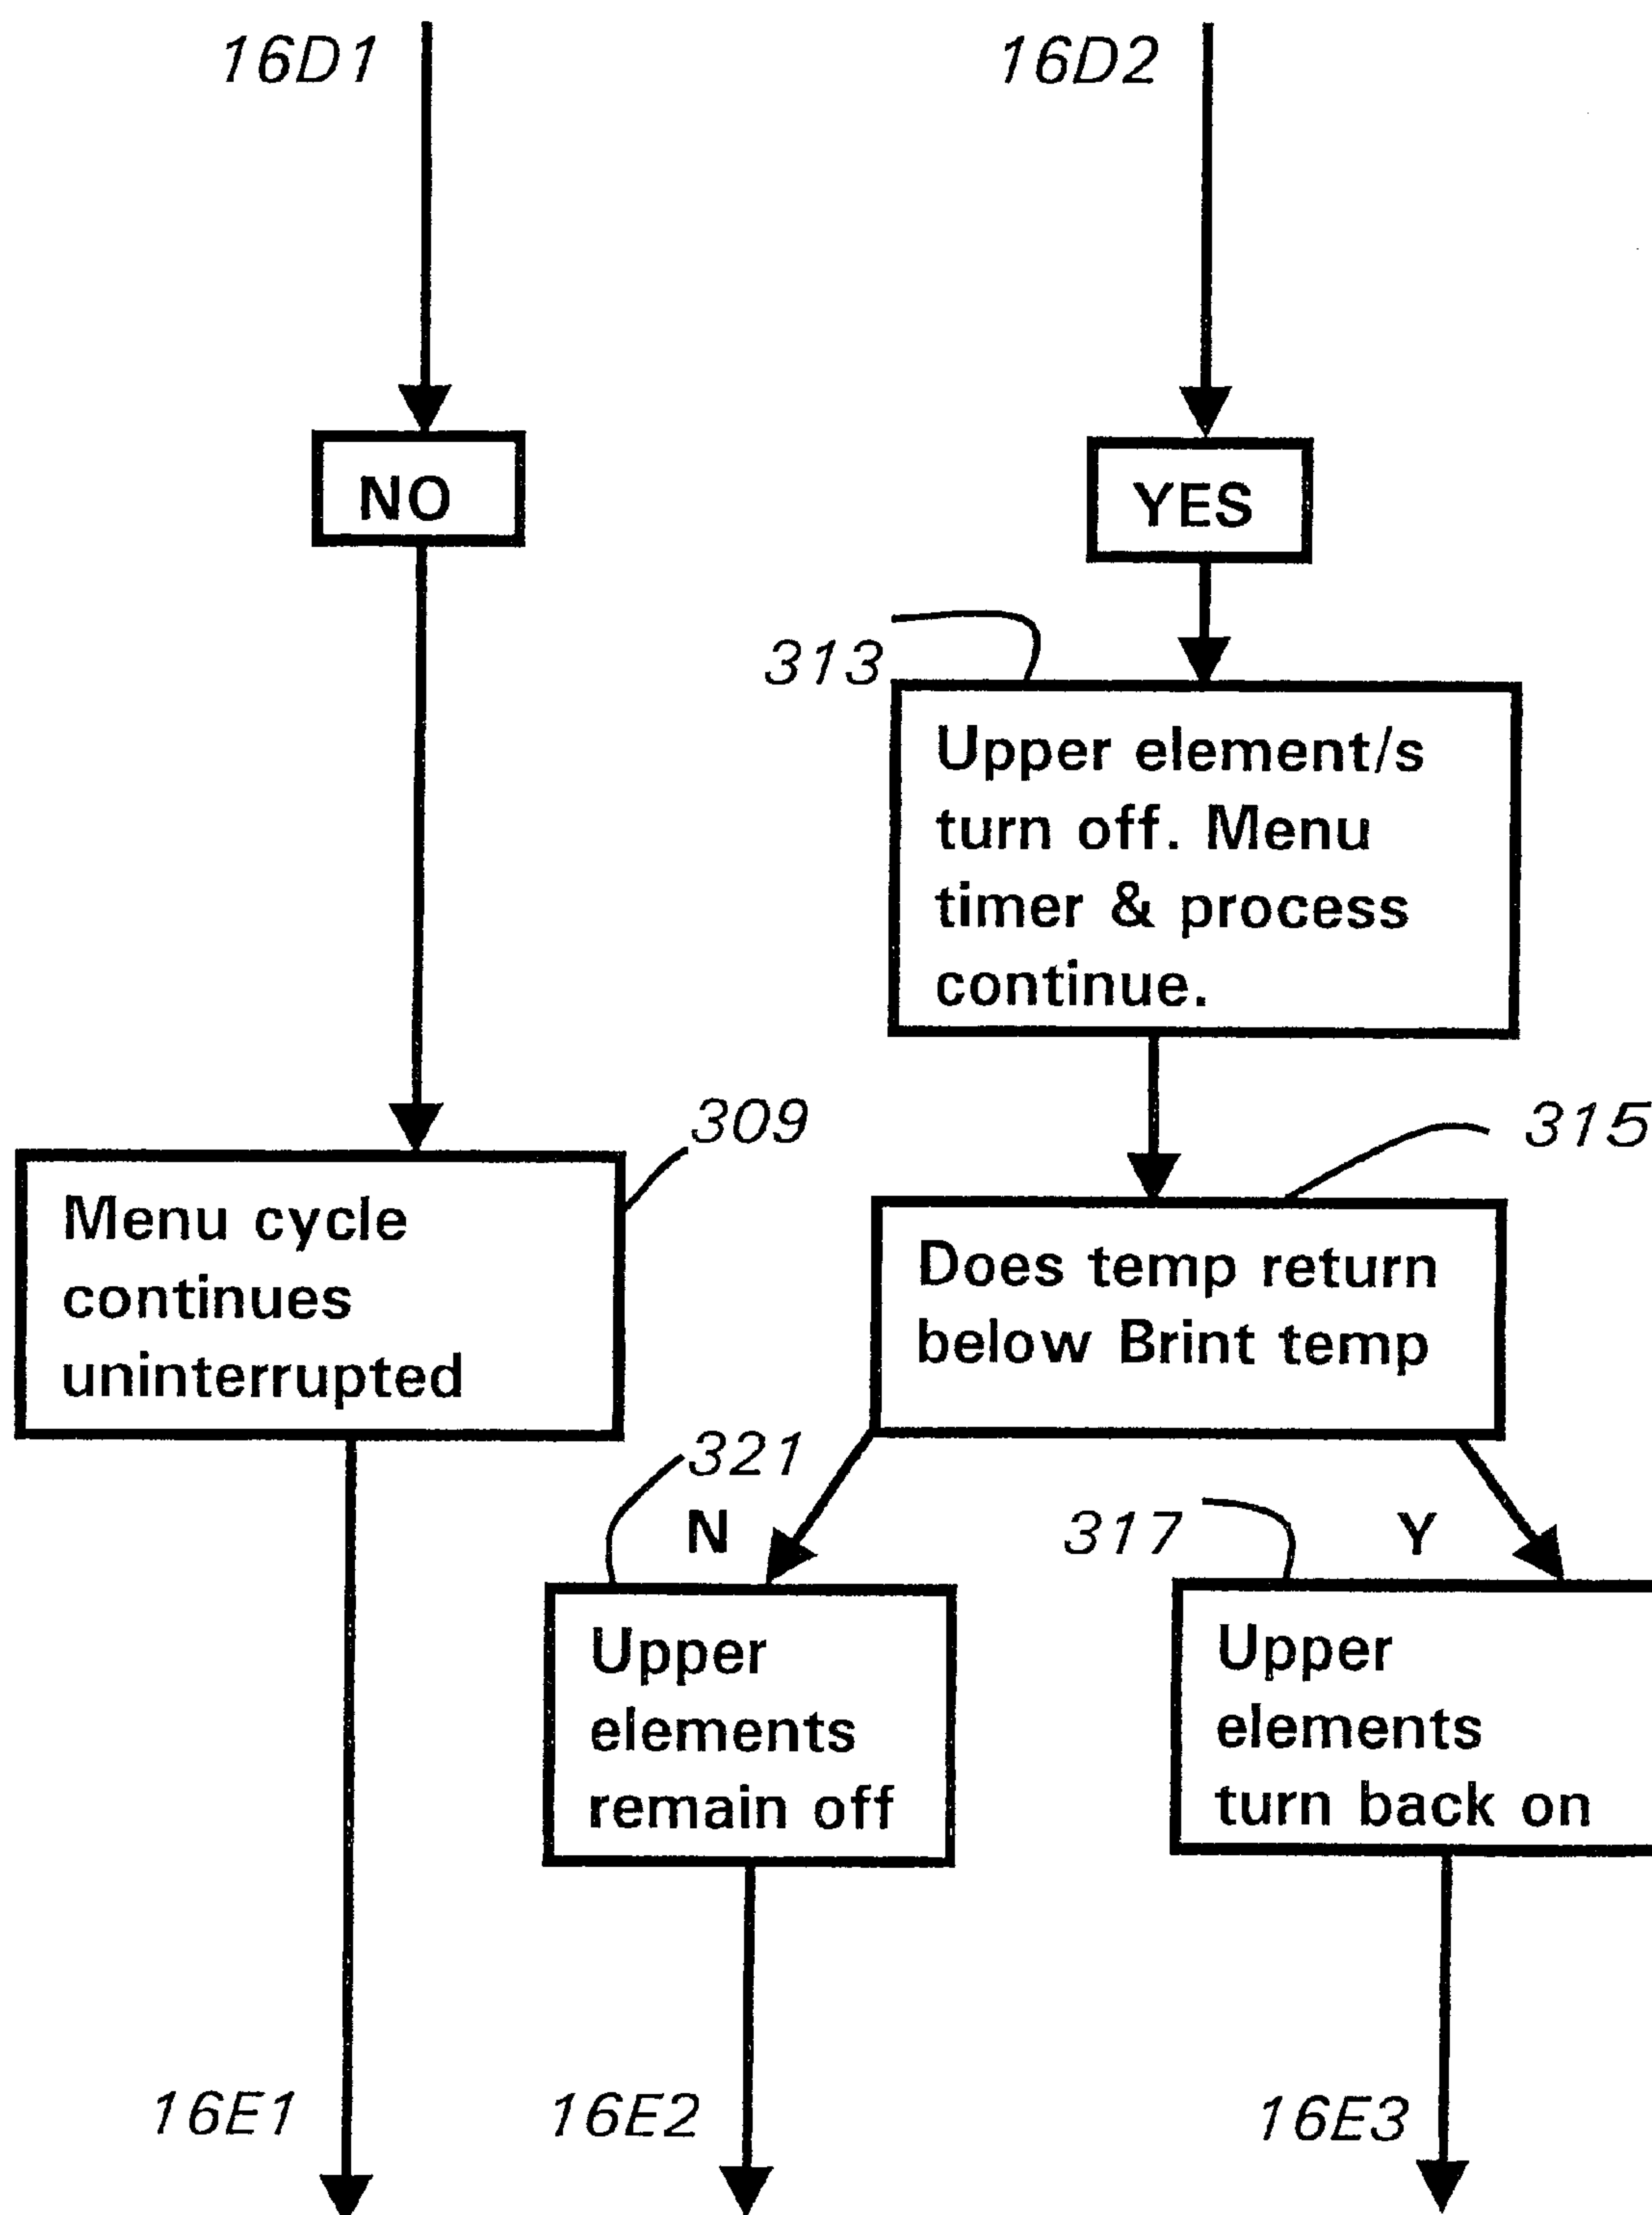 16D1
16D2
NO
YES
313
Upper element/s
turn off. Menu
timer & process
continue.
309
Menu cycle
continues
uninterrupted
315
Does temp return
below Brint temp
321
N
317
Y
Upper
elements
remain off
Upper
elements
turn back on
16E1
16E2
16E3